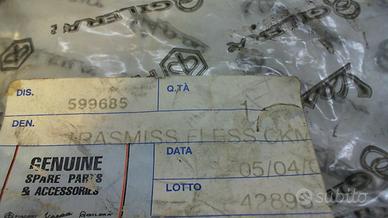 GILERA
DIS.
599685
Q.TÀ
1
DEN.
TRASMISS.FLESS.CKM
GENUINE
SPARE PARTS
& ACCESSORIES
DATA
05/04/
LOTTO
4289
subito